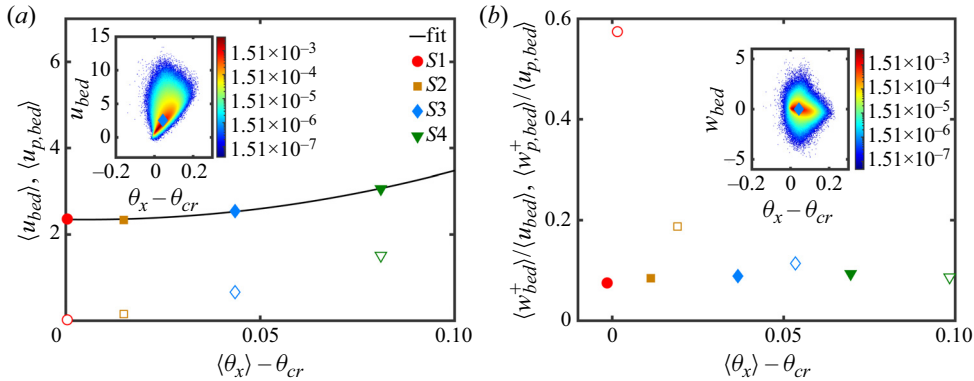 (a)
6
4
2
0
0
0.05
0.10
⟨u_bed⟩, ⟨u_p,bed⟩
⟨θ_x⟩ − θ_cr
fit
S1
S2
S3
S4
15
10
5
0
u_bed
−0.2
0
0.2
θ_x − θ_cr
1.51×10⁻³
1.51×10⁻⁴
1.51×10⁻⁵
1.51×10⁻⁶
1.51×10⁻⁷
(b)
0.6
0.4
0.2
0
0
0.05
0.10
⟨w⁺_bed⟩/⟨u_bed⟩, ⟨w⁺_p,bed⟩/⟨u_p,bed⟩
⟨θ_x⟩ − θ_cr
5
0
−5
w_bed
−0.2
0
0.2
θ_x − θ_cr
1.51×10⁻³
1.51×10⁻⁴
1.51×10⁻⁵
1.51×10⁻⁶
1.51×10⁻⁷